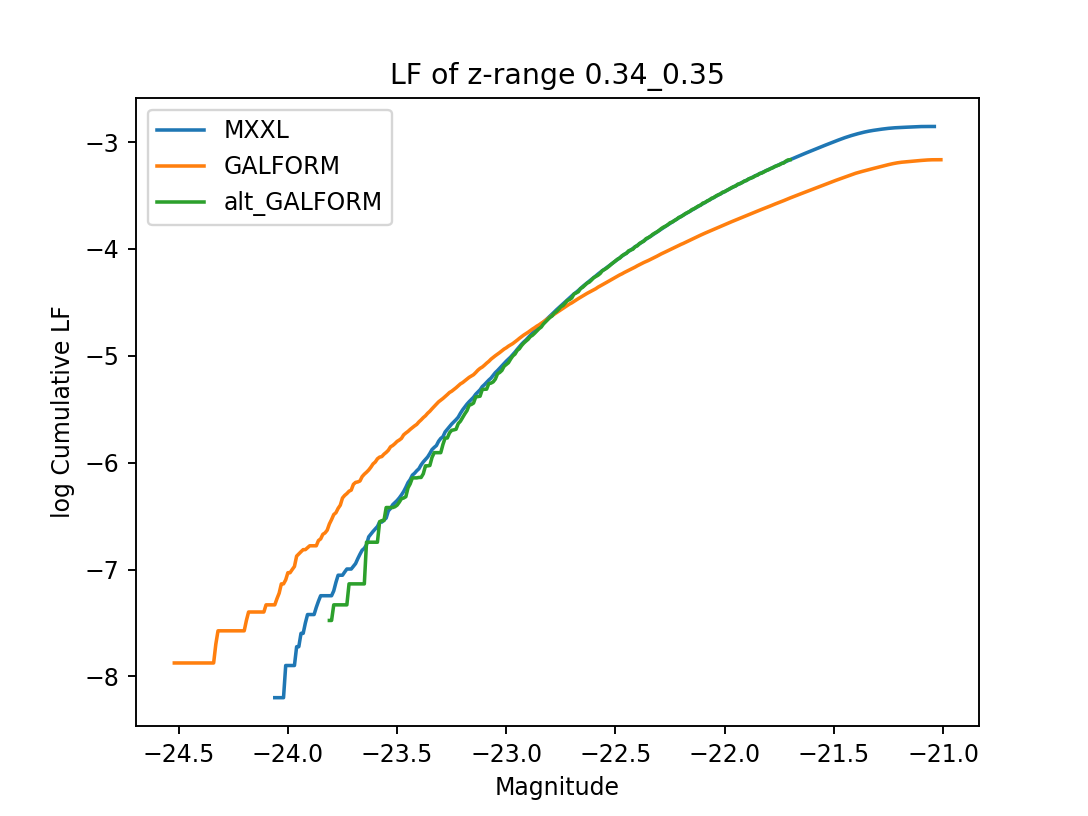 LF of z-range 0.34_0.35
MXXL
GALFORM
alt_GALFORM
log Cumulative LF
−3
−4
−5
−6
−7
−8
−24.5 −24.0 −23.5 −23.0 −22.5 −22.0 −21.5 −21.0
Magnitude